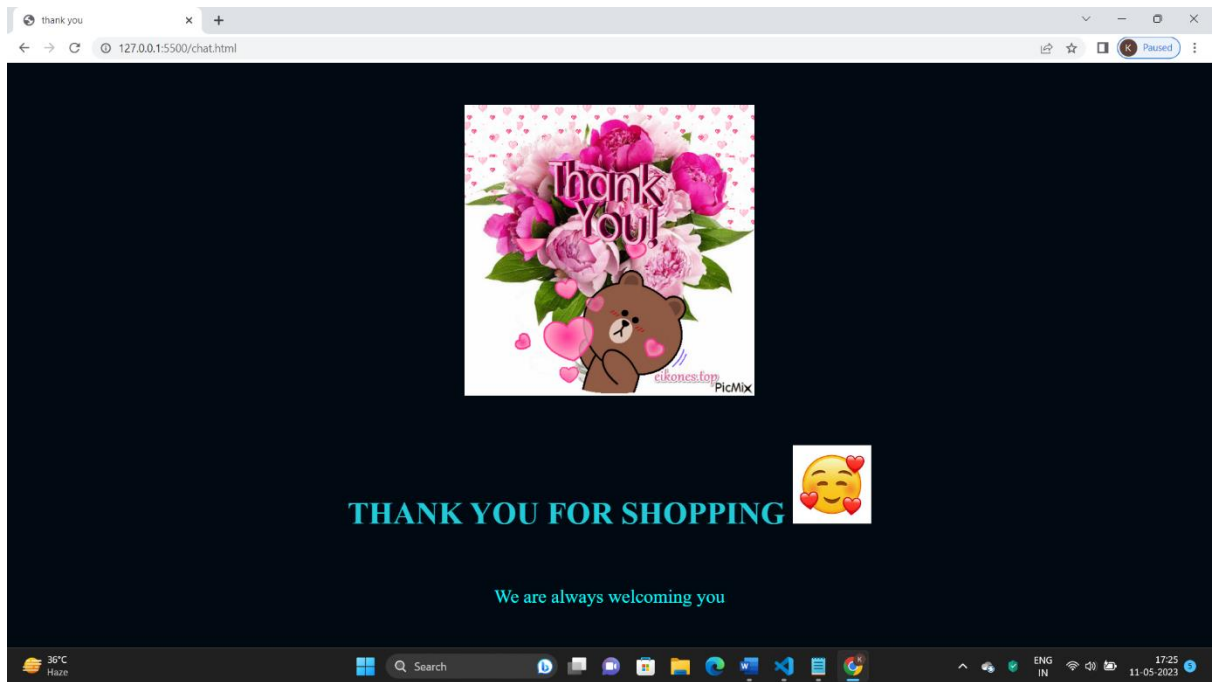 thank you
127.0.0.1:5500/chat.html
K Paused
Thank
You!
eikones.top
PicMix
THANK YOU FOR SHOPPING
We are always welcoming you
36°C
Haze
Search
ENG
IN
17:25
11-05-2023
5